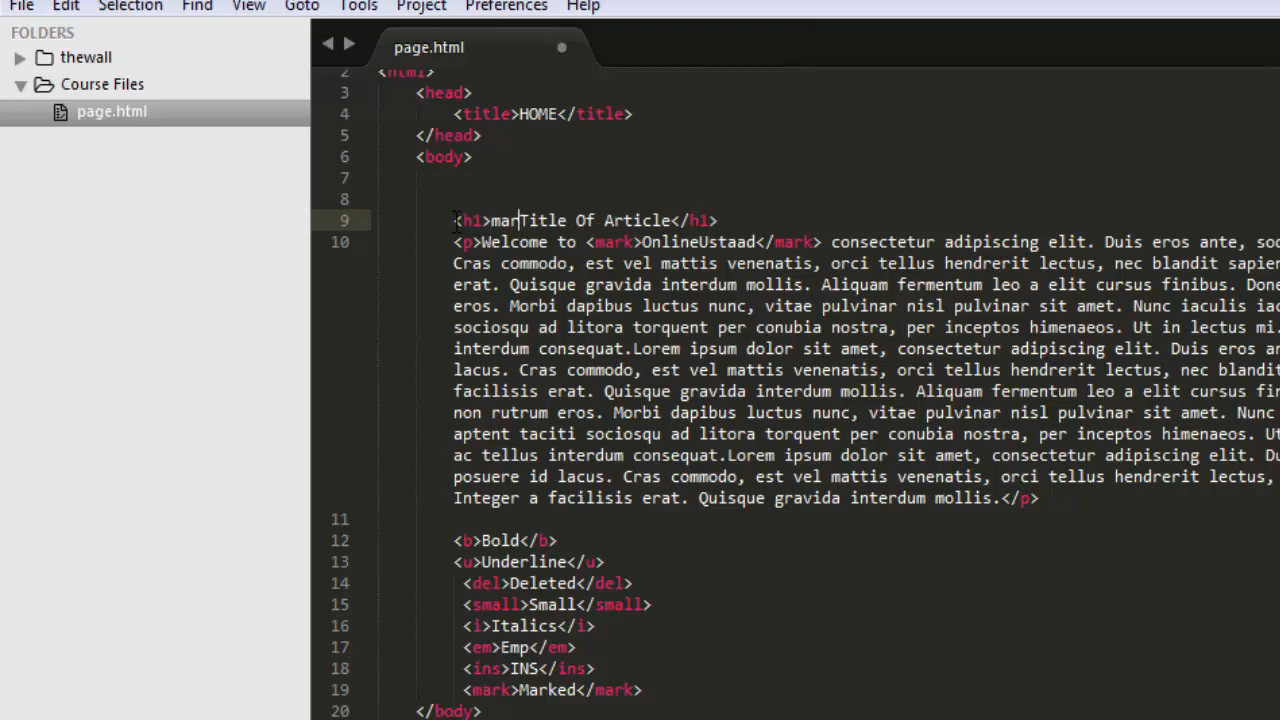 File Edit Selection Find View Goto Tools Project Preferences Help
FOLDERS
thewall
Course Files
page.html
page.html
2 <html>
3 <head>
4 <title>HOME</title>
5 </head>
6 <body>
7
8
9 <h1>marTitle Of Article</h1>
10 <p>Welcome to <mark>OnlineUstaad</mark> consectetur adipiscing elit. Duis eros ante, soc
Cras commodo, est vel mattis venenatis, orci tellus hendrerit lectus, nec blandit sapien
erat. Quisque gravida interdum mollis. Aliquam fermentum leo a elit cursus finibus. Done
eros. Morbi dapibus luctus nunc, vitae pulvinar nisl pulvinar sit amet. Nunc iaculis iac
sociosqu ad litora torquent per conubia nostra, per inceptos himenaeos. Ut in lectus mi.
interdum consequat.Lorem ipsum dolor sit amet, consectetur adipiscing elit. Duis eros an
lacus. Cras commodo, est vel mattis venenatis, orci tellus hendrerit lectus, nec blandit
facilisis erat. Quisque gravida interdum mollis. Aliquam fermentum leo a elit cursus fin
non rutrum eros. Morbi dapibus luctus nunc, vitae pulvinar nisl pulvinar sit amet. Nunc
aptent taciti sociosqu ad litora torquent per conubia nostra, per inceptos himenaeos. Ut
ac tellus interdum consequat.Lorem ipsum dolor sit amet, consectetur adipiscing elit. Du
posuere id lacus. Cras commodo, est vel mattis venenatis, orci tellus hendrerit lectus,
Integer a facilisis erat. Quisque gravida interdum mollis.</p>
11
12 <b>Bold</b>
13 <u>Underline</u>
14 <del>Deleted</del>
15 <small>Small</small>
16 <i>Italics</i>
17 <em>Emp</em>
18 <ins>INS</ins>
19 <mark>Marked</mark>
20 </body>